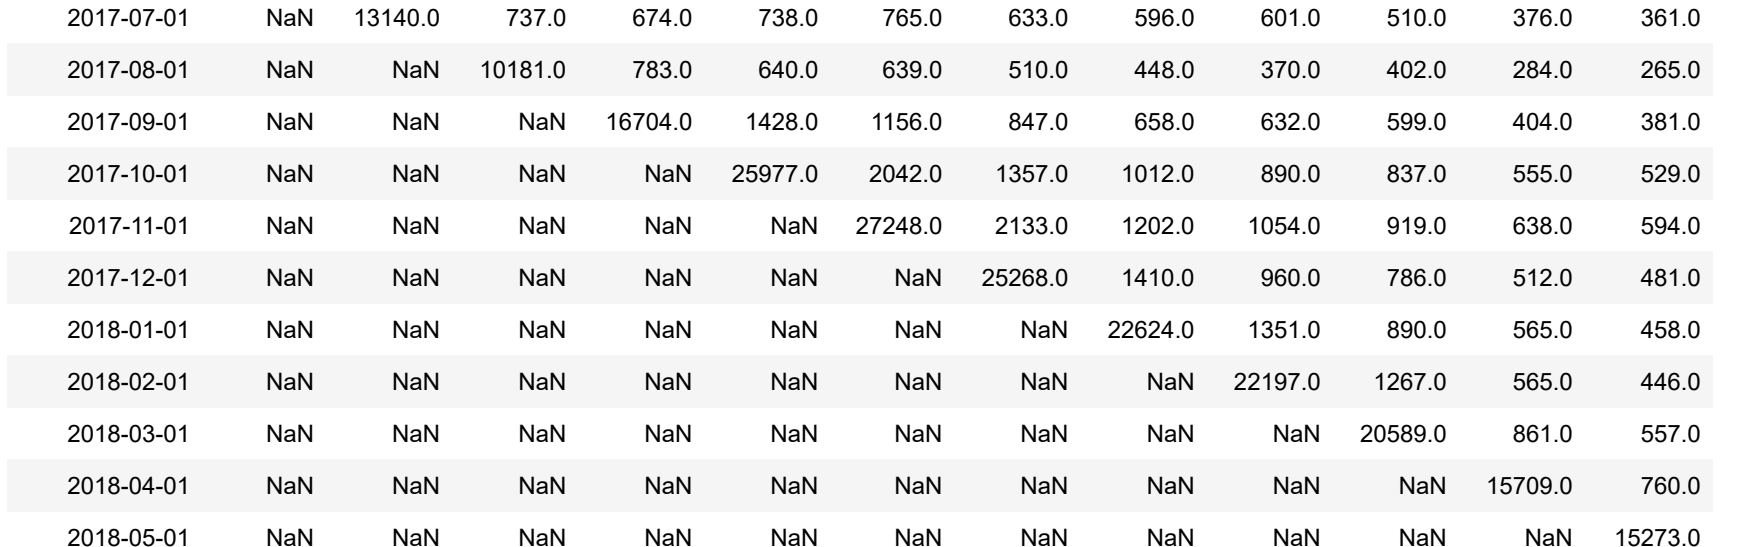 2017-07-01 NaN 13140.0 737.0 674.0 738.0 765.0 633.0 596.0 601.0 510.0 376.0 361.0
2017-08-01 NaN NaN 10181.0 783.0 640.0 639.0 510.0 448.0 370.0 402.0 284.0 265.0
2017-09-01 NaN NaN NaN 16704.0 1428.0 1156.0 847.0 658.0 632.0 599.0 404.0 381.0
2017-10-01 NaN NaN NaN NaN 25977.0 2042.0 1357.0 1012.0 890.0 837.0 555.0 529.0
2017-11-01 NaN NaN NaN NaN NaN 27248.0 2133.0 1202.0 1054.0 919.0 638.0 594.0
2017-12-01 NaN NaN NaN NaN NaN NaN 25268.0 1410.0 960.0 786.0 512.0 481.0
2018-01-01 NaN NaN NaN NaN NaN NaN NaN 22624.0 1351.0 890.0 565.0 458.0
2018-02-01 NaN NaN NaN NaN NaN NaN NaN NaN 22197.0 1267.0 565.0 446.0
2018-03-01 NaN NaN NaN NaN NaN NaN NaN NaN NaN 20589.0 861.0 557.0
2018-04-01 NaN NaN NaN NaN NaN NaN NaN NaN NaN NaN 15709.0 760.0
2018-05-01 NaN NaN NaN NaN NaN NaN NaN NaN NaN NaN NaN 15273.0